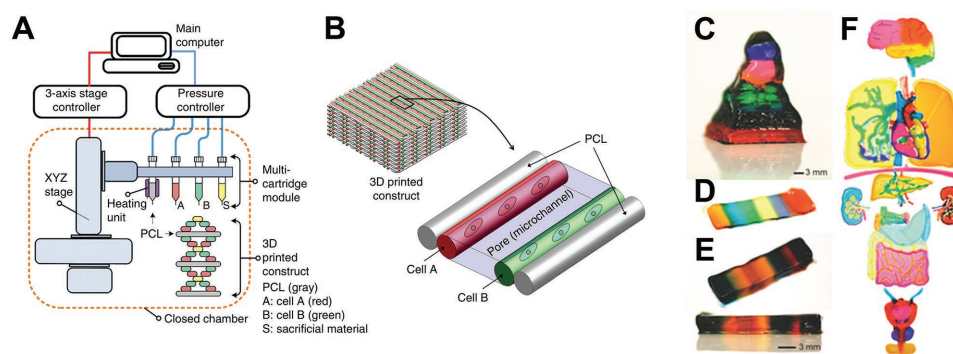 A
Main
computer
3-axis stage
controller
Pressure
controller
XYZ
stage
Heating
unit
A
B
S
Multi-
cartridge
module
PCL
3D
printed
construct
PCL (gray)
A: cell A (red)
B: cell B (green)
S: sacrificial material
Closed chamber
B
3D printed
construct
PCL
Pore (microchannel)
Cell A
Cell B
C
3 mm
D
E
3 mm
F